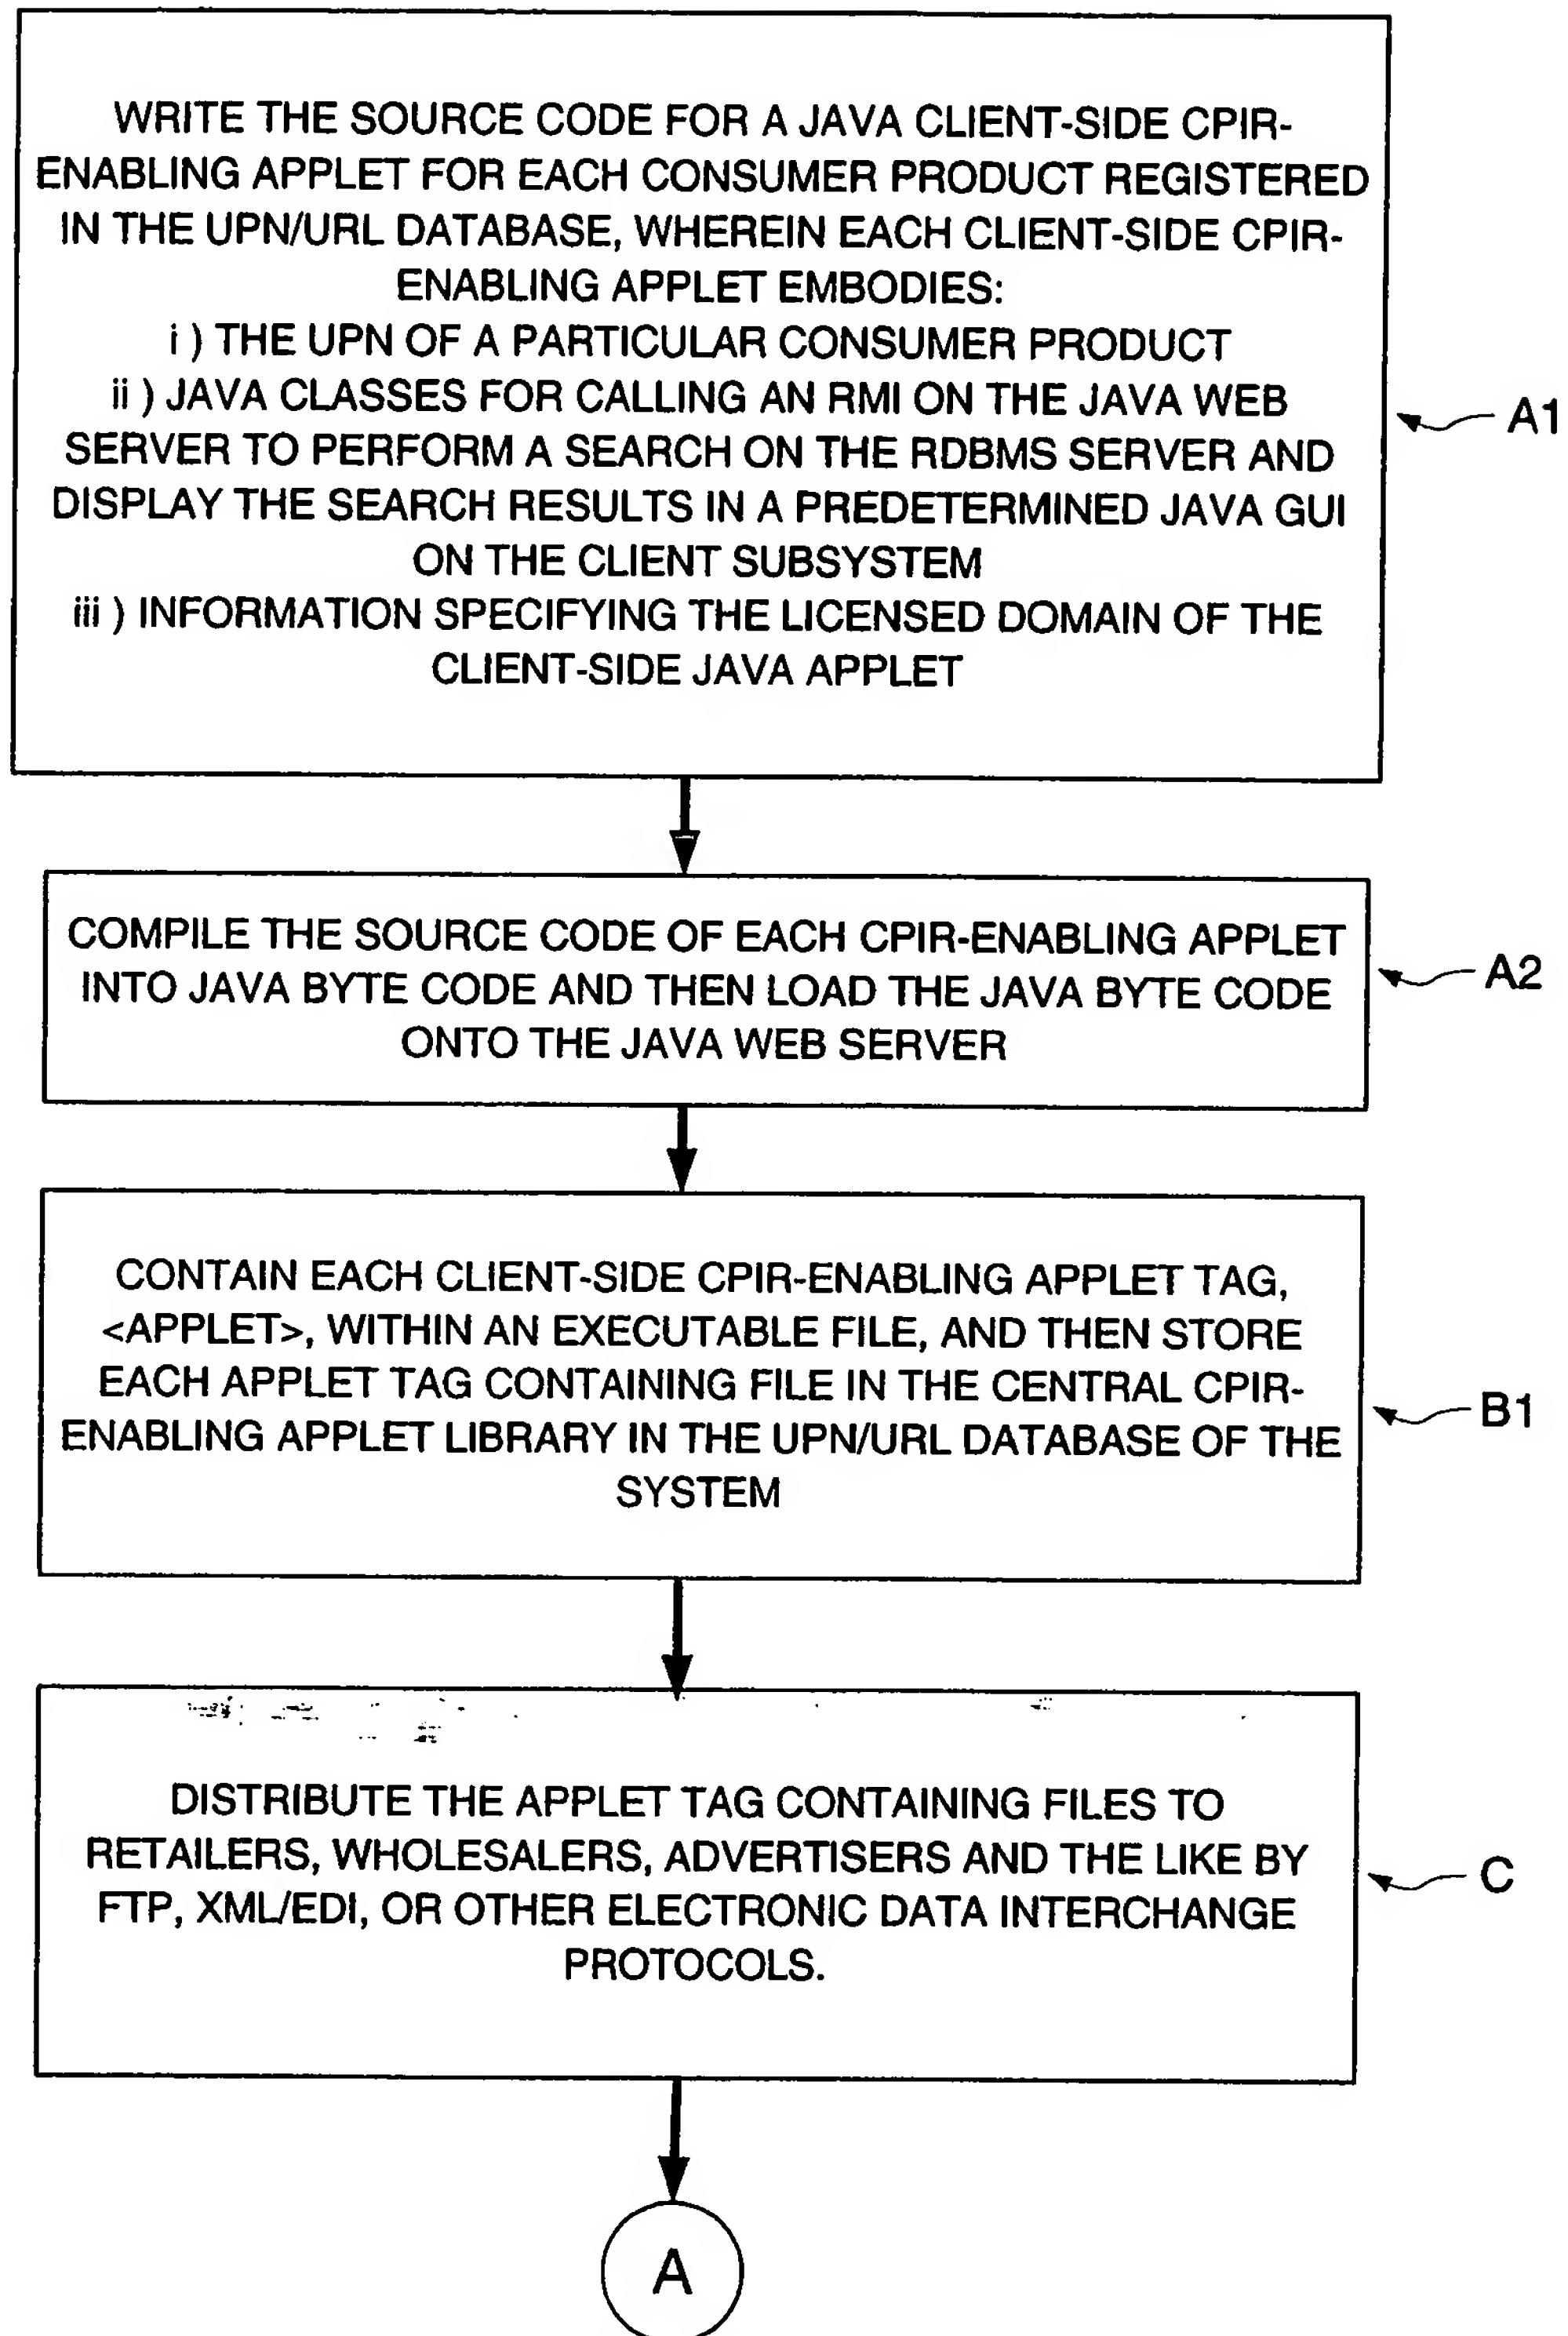 WRITE THE SOURCE CODE FOR A JAVA CLIENT-SIDE CPIR-
ENABLING APPLET FOR EACH CONSUMER PRODUCT REGISTERED
IN THE UPN/URL DATABASE, WHEREIN EACH CLIENT-SIDE CPIR-
ENABLING APPLET EMBODIES:
i ) THE UPN OF A PARTICULAR CONSUMER PRODUCT
ii ) JAVA CLASSES FOR CALLING AN RMI ON THE JAVA WEB
SERVER TO PERFORM A SEARCH ON THE RDBMS SERVER AND
DISPLAY THE SEARCH RESULTS IN A PREDETERMINED JAVA GUI
ON THE CLIENT SUBSYSTEM
iii ) INFORMATION SPECIFYING THE LICENSED DOMAIN OF THE
CLIENT-SIDE JAVA APPLET
A1
COMPILE THE SOURCE CODE OF EACH CPIR-ENABLING APPLET
INTO JAVA BYTE CODE AND THEN LOAD THE JAVA BYTE CODE
ONTO THE JAVA WEB SERVER
A2
CONTAIN EACH CLIENT-SIDE CPIR-ENABLING APPLET TAG,
<APPLET>, WITHIN AN EXECUTABLE FILE, AND THEN STORE
EACH APPLET TAG CONTAINING FILE IN THE CENTRAL CPIR-
ENABLING APPLET LIBRARY IN THE UPN/URL DATABASE OF THE
SYSTEM
B1
DISTRIBUTE THE APPLET TAG CONTAINING FILES TO
RETAILERS, WHOLESALERS, ADVERTISERS AND THE LIKE BY
FTP, XML/EDI, OR OTHER ELECTRONIC DATA INTERCHANGE
PROTOCOLS.
C
A